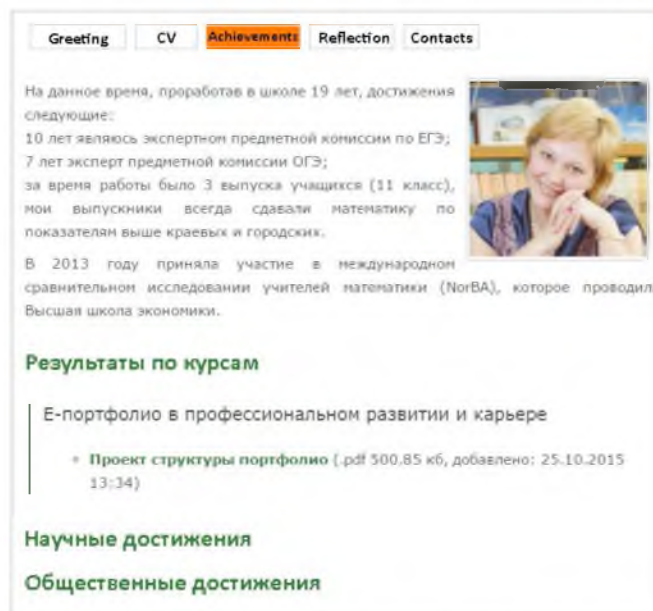 Greeting CV Achievements Reflection Contacts
На данное время, проработав в школе 19 лет, достижения
следующие:
10 лет являюсь экспертном предметной комиссии по ЕГЭ;
7 лет эксперт предметной комиссии ОГЭ;
за время работы было 3 выпуска учащихся (11 класс),
мои выпускники всегда сдавали математику по
показателям выше краевых и городских.
В 2013 году приняла участие в международном
сравнительном исследовании учителей математики (NorBA), которое проводил
Высшая школа экономики.
Результаты по курсам
Е-портфолио в профессиональном развитии и карьере
Проект структуры портфолио (.pdf 500.85 кб, добавлено: 25.10.2015
13:34)
Научные достижения
Общественные достижения